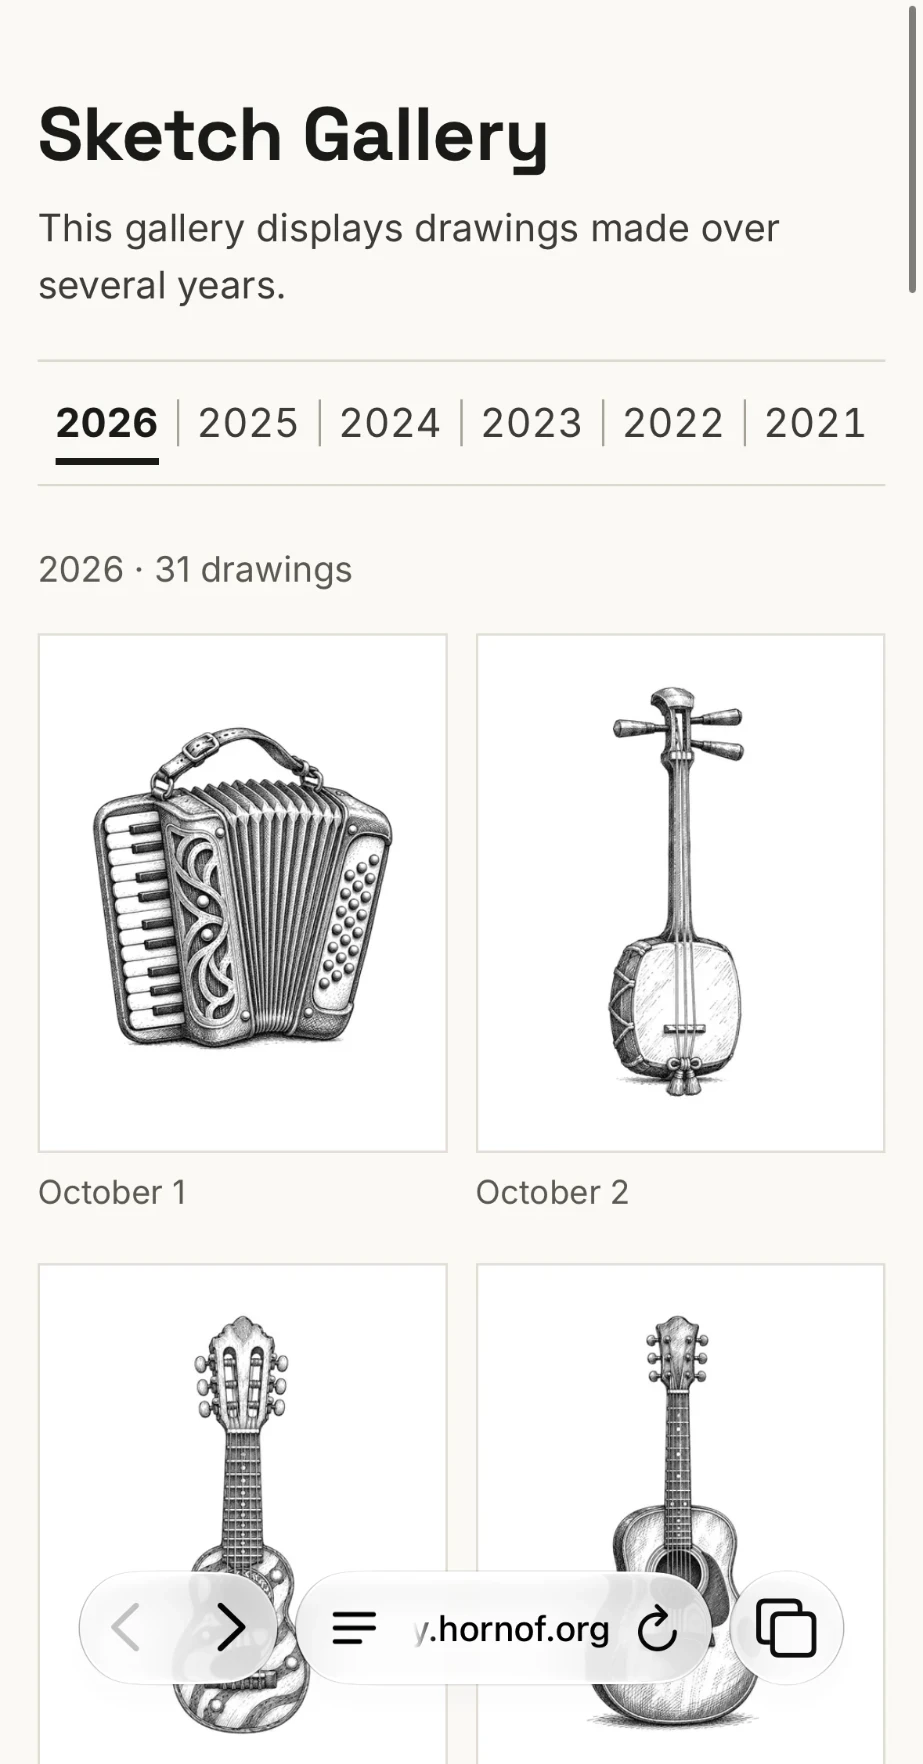 Sketch Gallery
This gallery displays drawings made over
several years.
2026 | 2025 | 2024 | 2023 | 2022 | 2021
2026 · 31 drawings
October 1
October 2
y.hornof.org